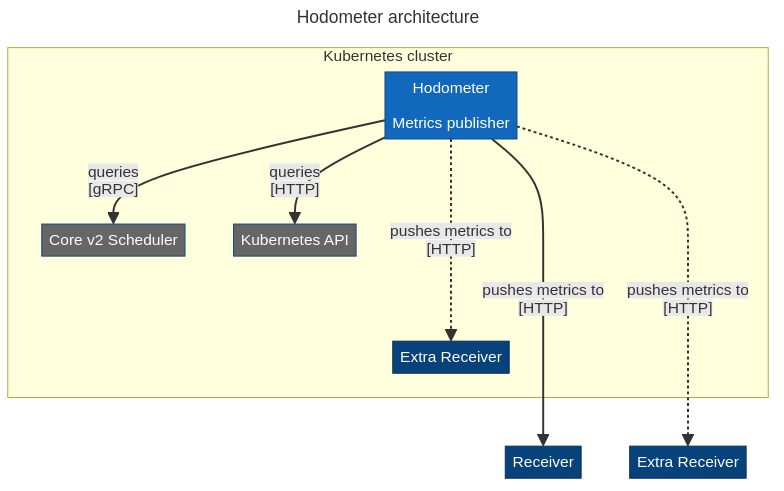 Hodometer architecture
Kubernetes cluster
Hodometer
Metrics publisher
queries
[gRPC]
queries
[HTTP]
Core v2 Scheduler
Kubernetes API
pushes metrics to
[HTTP]
pushes metrics to
[HTTP]
pushes metrics to
[HTTP]
Extra Receiver
Receiver
Extra Receiver